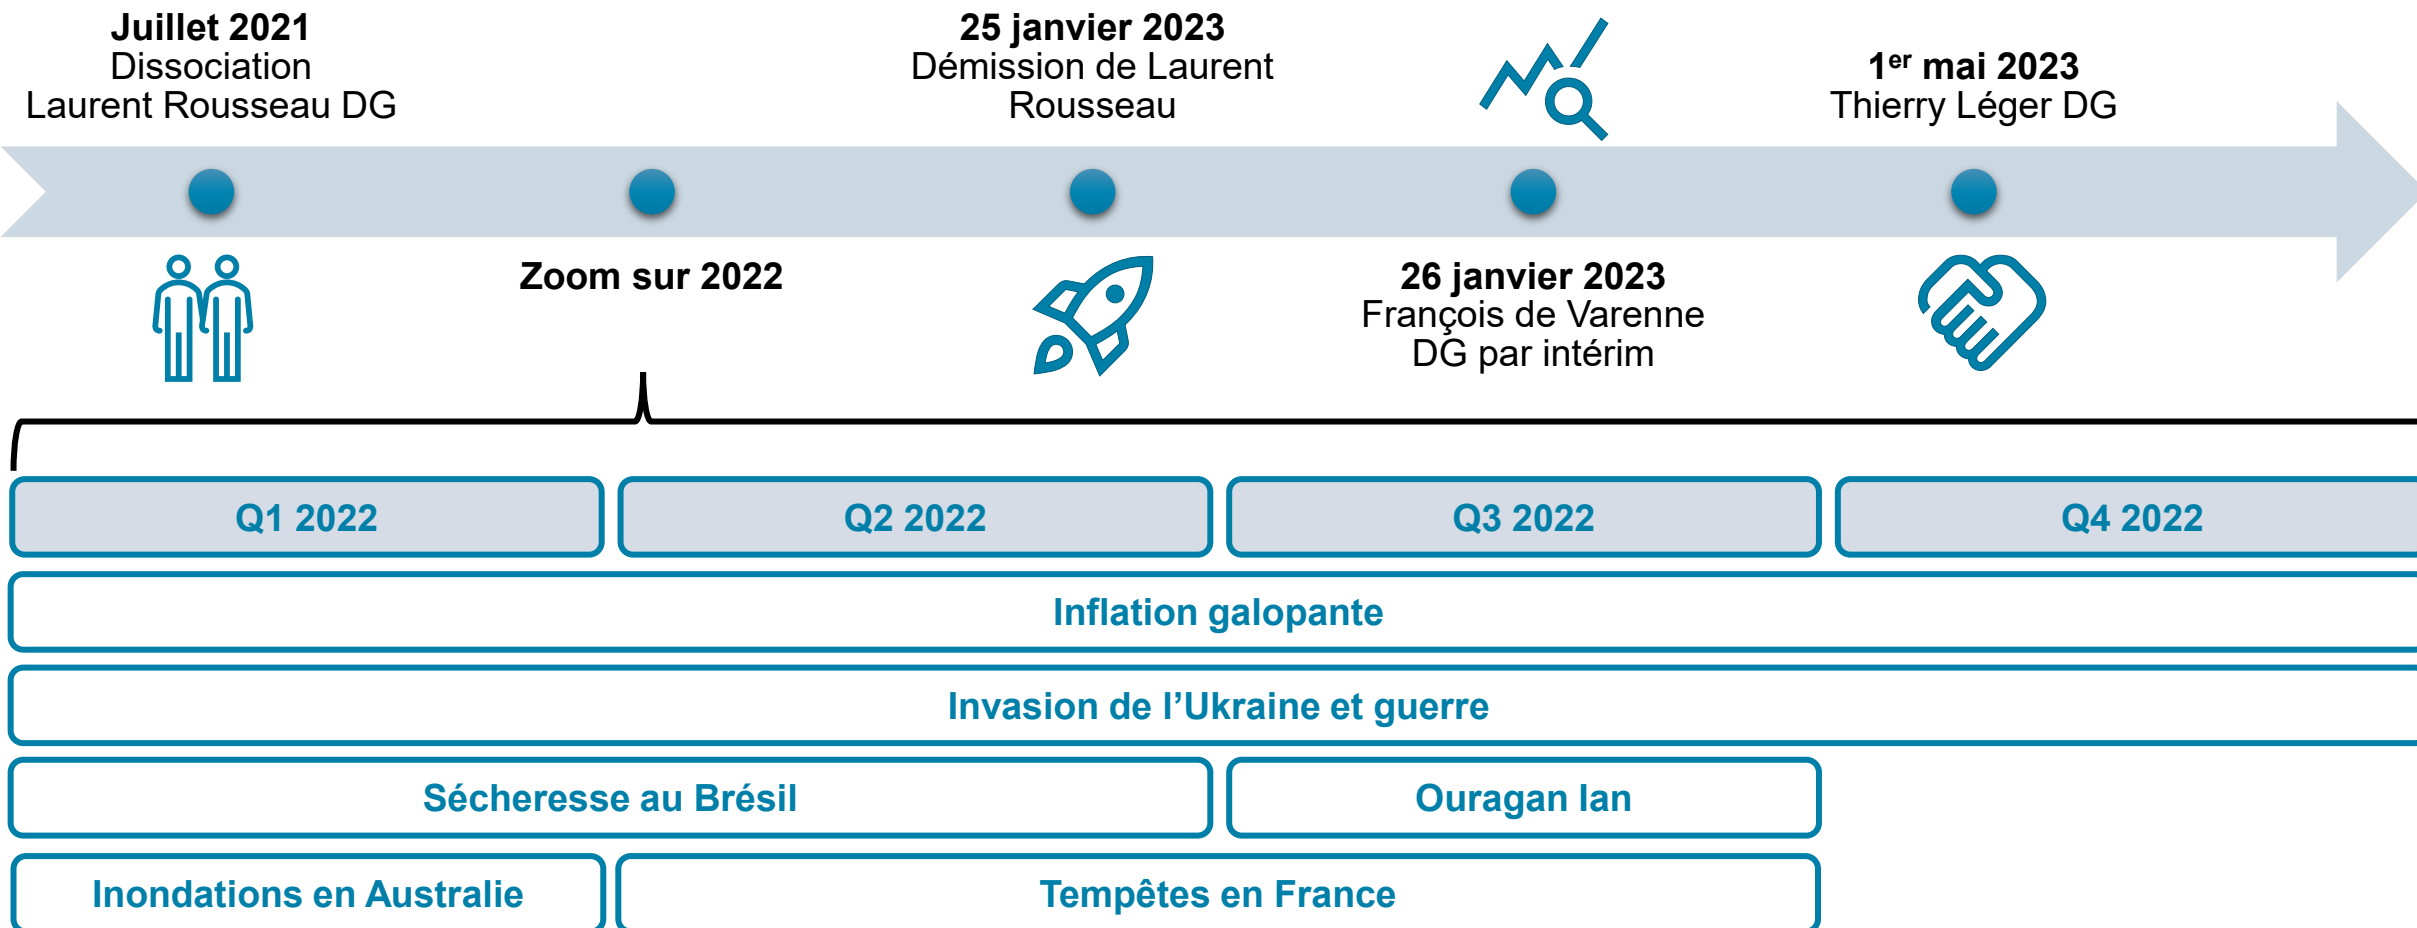 Juillet 2021
Dissociation
Laurent Rousseau DG
25 janvier 2023
Démission de Laurent
Rousseau
1er mai 2023
Thierry Léger DG
Zoom sur 2022
26 janvier 2023
François de Varenne
DG par intérim
Q1 2022
Q2 2022
Q3 2022
Q4 2022
Inflation galopante
Invasion de l’Ukraine et guerre
Sécheresse au Brésil
Ouragan Ian
Inondations en Australie
Tempêtes en France